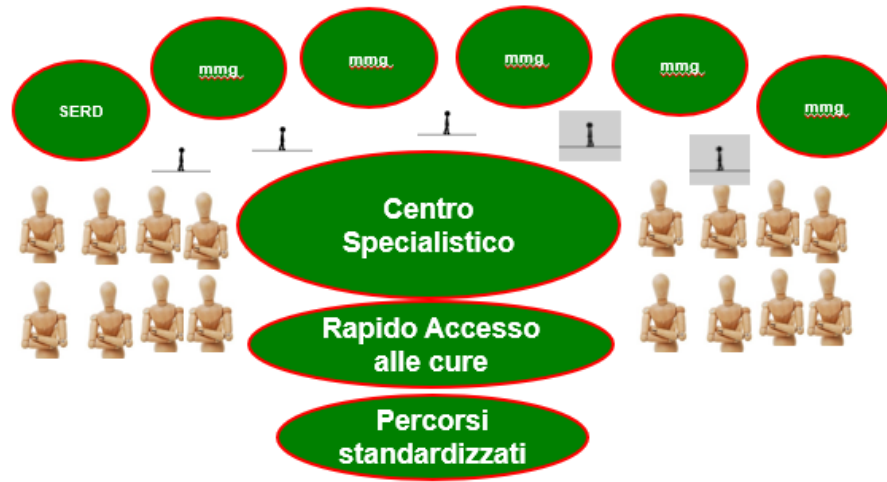 SERD
mmg
mmg
mmg
mmg
mmg
Centro
Specialistico
Rapido Accesso
alle cure
Percorsi
standardizzati